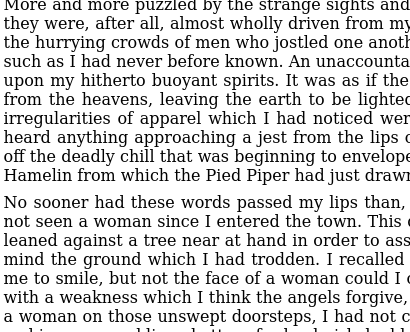 More and more puzzled by the strange sights and
they were, after all, almost wholly driven from my
the hurrying crowds of men who jostled one anoth
such as I had never before known. An unaccounta
upon my hitherto buoyant spirits. It was as if the
from the heavens, leaving the earth to be lighted
irregularities of apparel which I had noticed wer
heard anything approaching a jest from the lips o
off the deadly chill that was beginning to envelope
Hamelin from which the Pied Piper had just drawn
No sooner had these words passed my lips than,
not seen a woman since I entered the town. This
leaned against a tree near at hand in order to ass
mind the ground which I had trodden. I recalled
me to smile, but not the face of a woman could I
with a weakness which I think the angels forgive,
a woman on those unswept doorsteps, I had not c